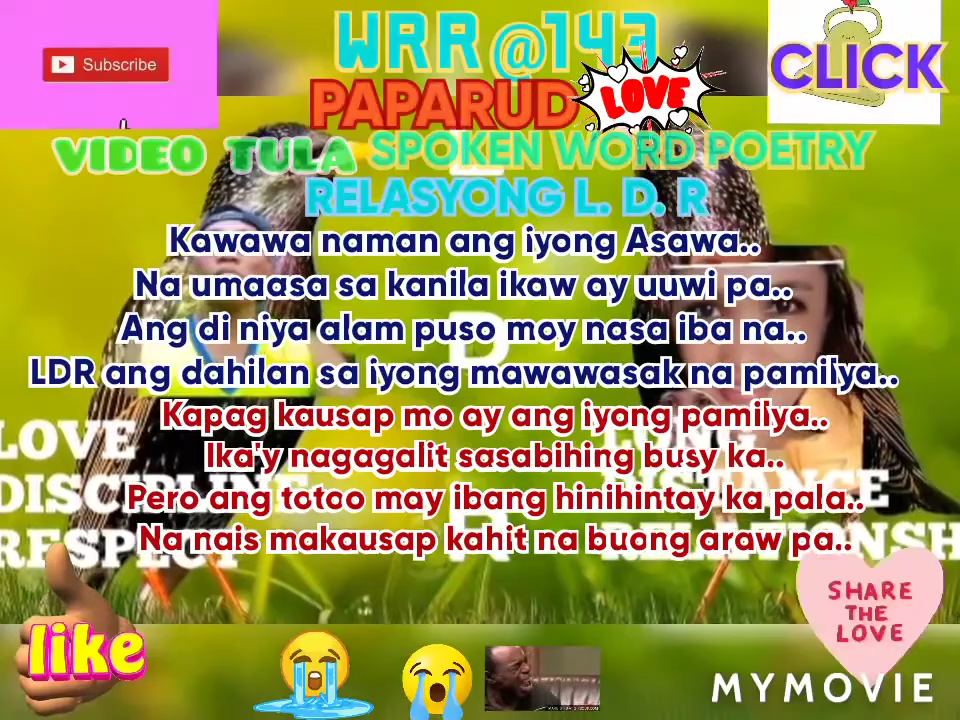 Subscribe
WRR@143
PAPARUD
LOVE
CLICK
VIDEO TULA SPOKEN WORD POETRY
RELASYONG L. D. R
Kawawa naman ang iyong Asawa..
Na umaasa sa kanila ikaw ay uuwi pa..
Ang di niya alam puso moy nasa iba na..
LDR ang dahilan sa iyong mawawasak na pamilya..
Kapag kausap mo ay ang iyong pamilya..
Ika'y nagagalit sasabihing busy ka..
Pero ang totoo may ibang hinihintay ka pala..
Na nais makausap kahit na buong araw pa..
LOVE
DISCIPLINE
RESPECT
L
D
R
LONG
DISTANCE
RELATIONSH
like
SHARE
THE
LOVE
MYMOVIE